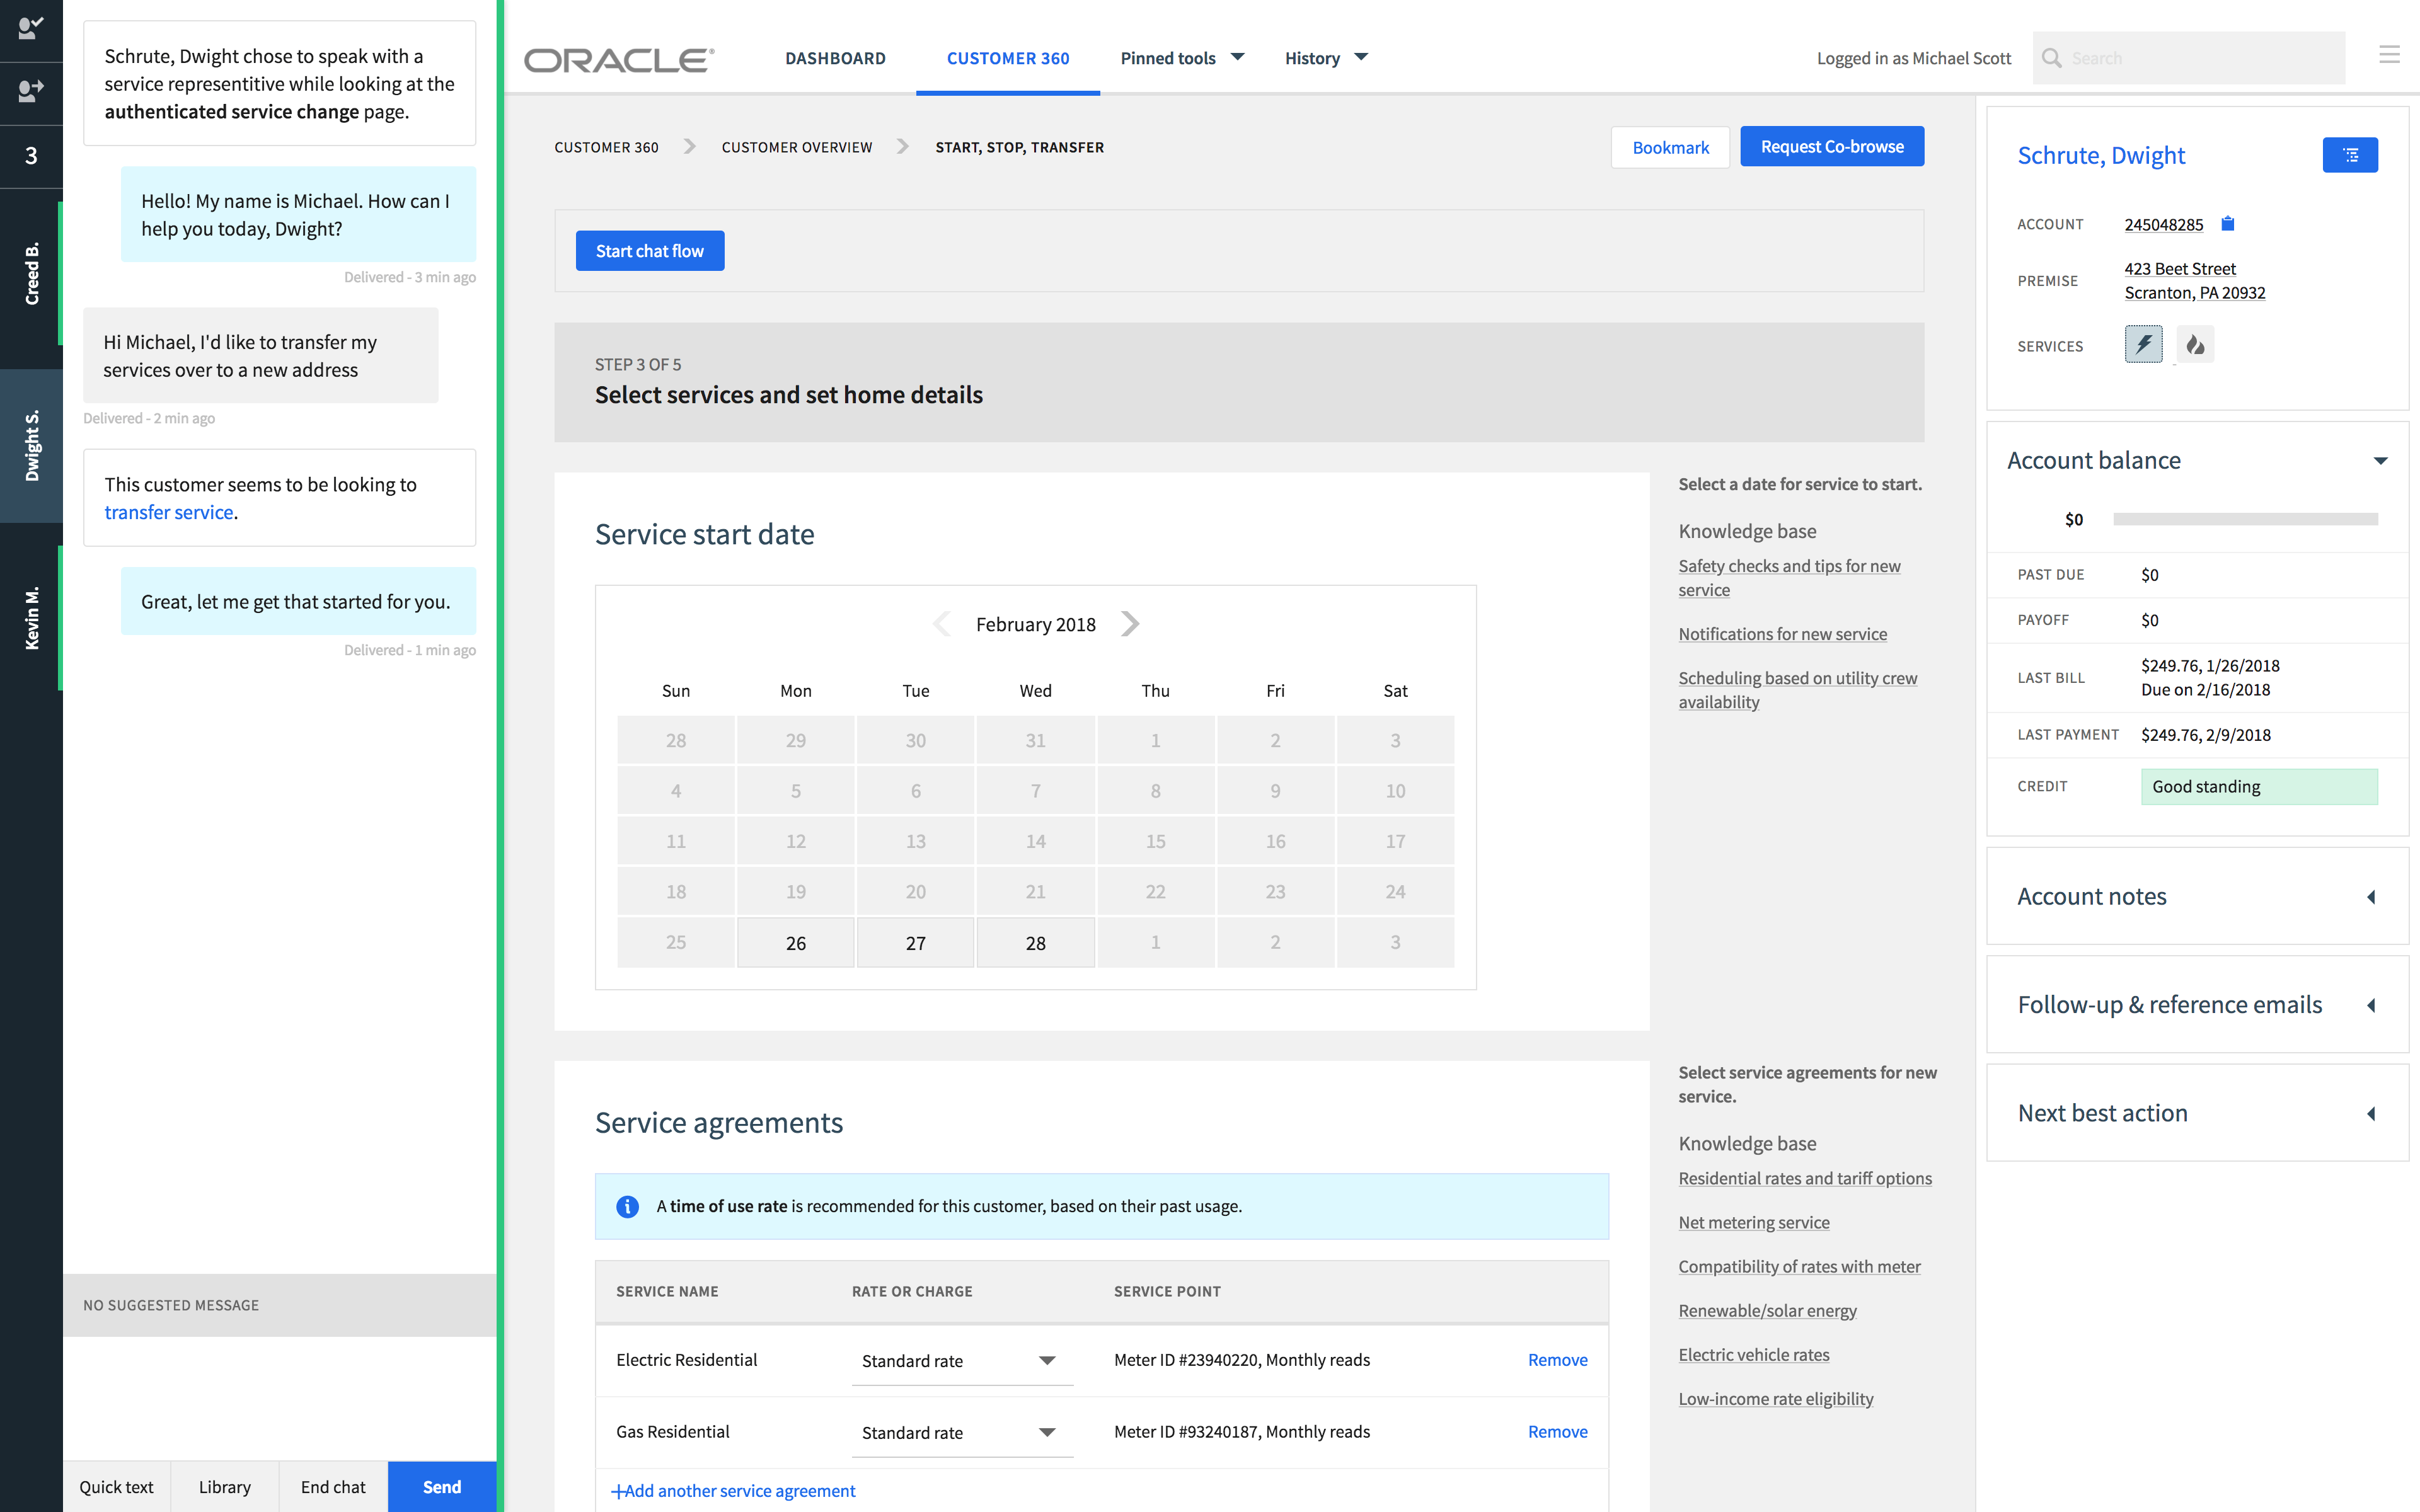 3
Creed B.
Dwight S.
Kevin M.
Schrute, Dwight chose to speak with a
service representitive while looking at the
authenticated service change page.
Hello! My name is Michael. How can I
help you today, Dwight?
Delivered - 3 min ago
Hi Michael, I'd like to transfer my
services over to a new address
Delivered - 2 min ago
This customer seems to be looking to
transfer service.
Great, let me get that started for you.
Delivered - 1 min ago
NO SUGGESTED MESSAGE
Quick text Library End chat Send
ORACLE® DASHBOARD CUSTOMER 360 Pinned tools History Logged in as Michael Scott Search
CUSTOMER 360 CUSTOMER OVERVIEW START, STOP, TRANSFER Bookmark Request Co-browse
Start chat flow
STEP 3 OF 5
Select services and set home details
Service start date
February 2018
Sun Mon Tue Wed Thu Fri Sat
28 29 30 31 1 2 3
4 5 6 7 8 9 10
11 12 13 14 15 16 17
18 19 20 21 22 23 24
25 26 27 28 1 2 3
Select a date for service to start.
Knowledge base
Safety checks and tips for new
service
Notifications for new service
Scheduling based on utility crew
availability
Service agreements
A time of use rate is recommended for this customer, based on their past usage.
SERVICE NAME RATE OR CHARGE SERVICE POINT
Electric Residential Standard rate Meter ID #23940220, Monthly reads Remove
Gas Residential Standard rate Meter ID #93240187, Monthly reads Remove
+Add another service agreement
Select service agreements for new
service.
Knowledge base
Residential rates and tariff options
Net metering service
Compatibility of rates with meter
Renewable/solar energy
Electric vehicle rates
Low-income rate eligibility
Schrute, Dwight
ACCOUNT 245048285
PREMISE 423 Beet Street
Scranton, PA 20932
SERVICES
Account balance
$0
PAST DUE $0
PAYOFF $0
LAST BILL $249.76, 1/26/2018
Due on 2/16/2018
LAST PAYMENT $249.76, 2/9/2018
CREDIT Good standing
Account notes
Follow-up & reference emails
Next best action